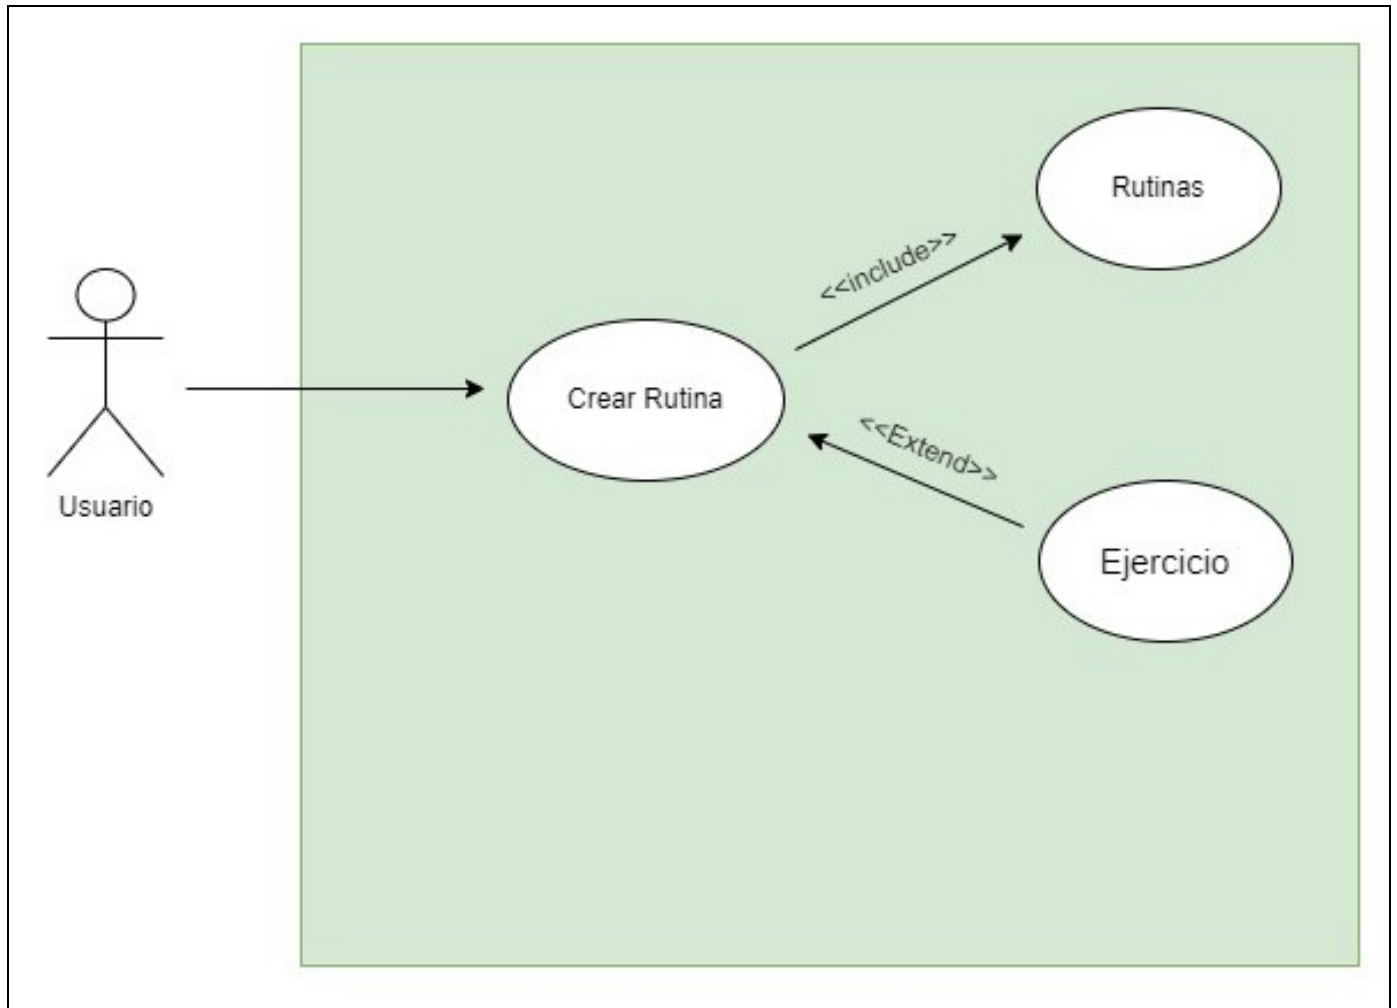 Rutinas
<<include>>
Crear Rutina
<<Extend>>
Usuario
Ejercicio